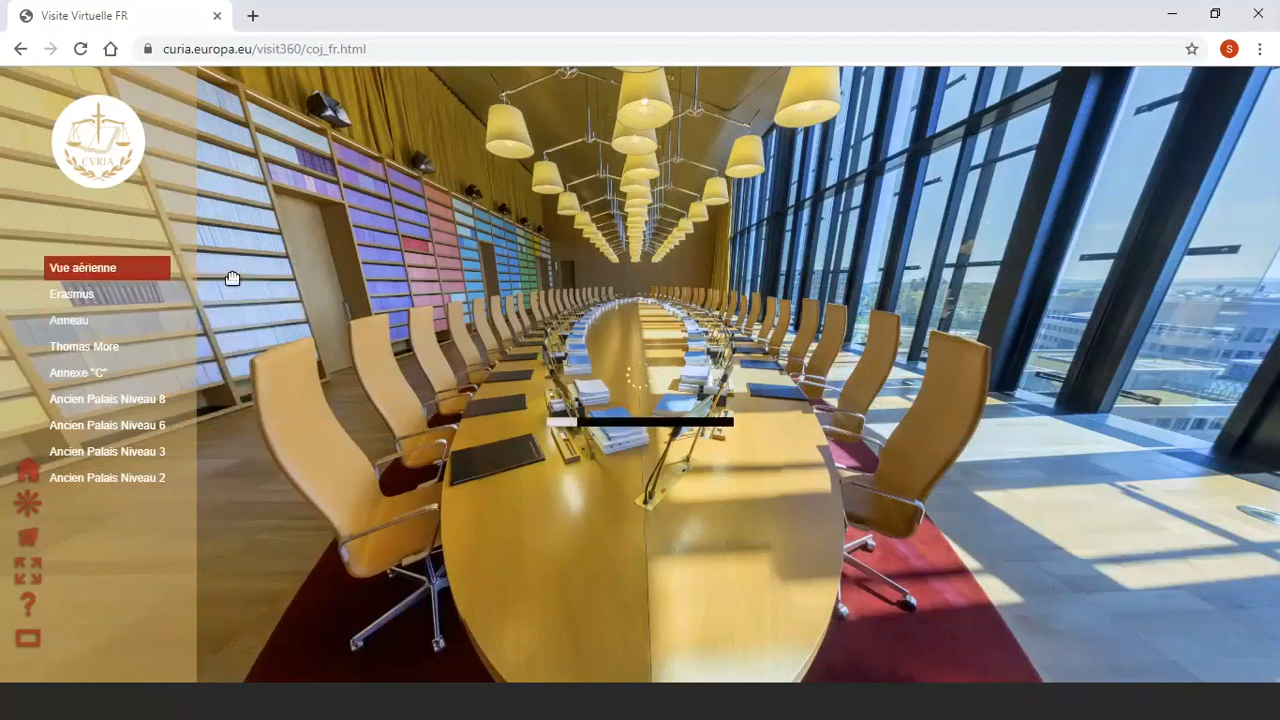 Visite Virtuelle FR
curia.europa.eu/visit360/coj_fr.html
S
CVRIA
Vue aérienne
Erasmus
Anneau
Thomas More
Annexe "C"
Ancien Palais Niveau 8
Ancien Palais Niveau 6
Ancien Palais Niveau 3
Ancien Palais Niveau 2
?